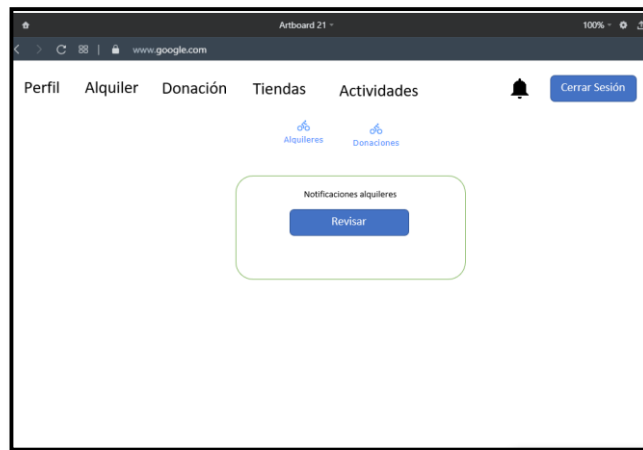 Artboard 21
100%
www.google.com
Perfil Alquiler Donación Tiendas Actividades Cerrar Sesión
Alquileres Donaciones
Notificaciones alquileres
Revisar